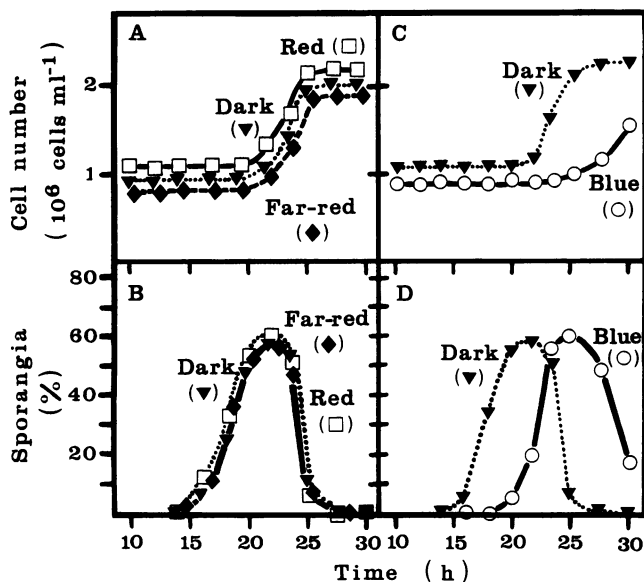 A
Red (□)
Dark
(▼)
Far-red
(◆)
C
Dark
(▼)
Blue
(○)
Cell number
(10⁶ cells ml⁻¹)
2
1
B
Far-red
(◆)
Dark
(▼)
Red
(□)
D
Blue
(○)
Dark
(▼)
Sporangia
(%)
80
60
40
20
10 15 20 25 30 10 15 20 25 30
Time (h)